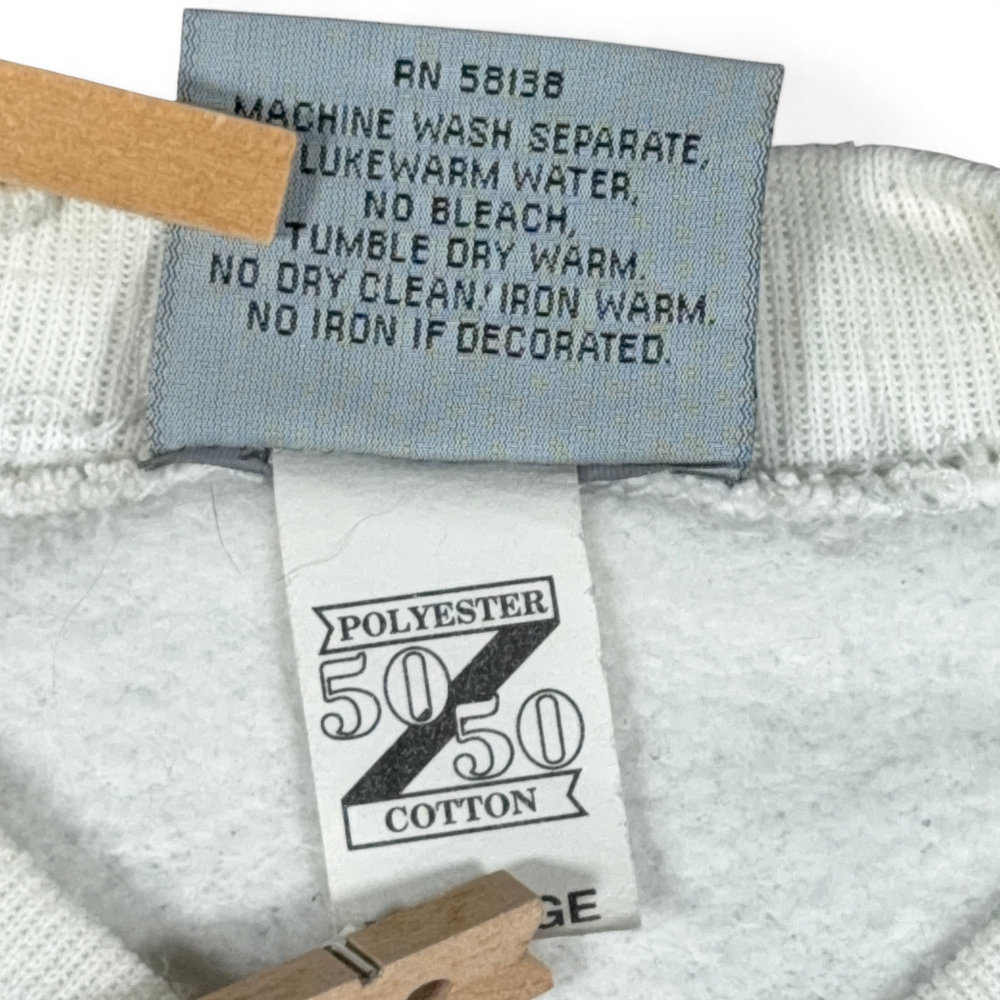 RN 58138
MACHINE WASH SEPARATE,
LUKEWARM WATER,
NO BLEACH,
TUMBLE DRY WARM.
NO DRY CLEAN. IRON WARM.
NO IRON IF DECORATED.
POLYESTER
50
50
COTTON